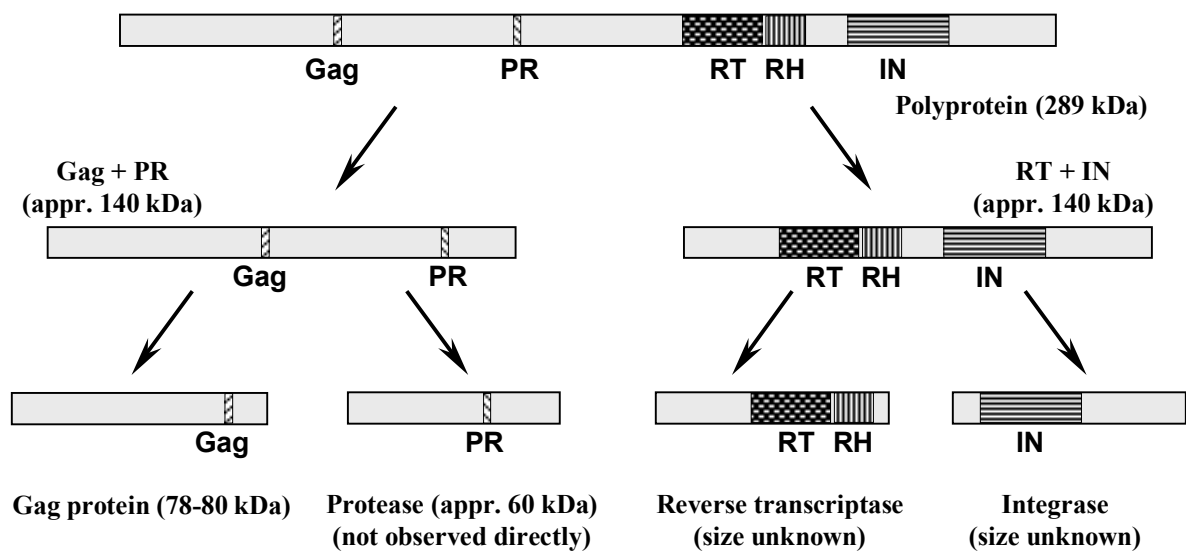 Gag PR RT RH IN
Polyprotein (289 kDa)
Gag + PR
(appr. 140 kDa)
RT + IN
(appr. 140 kDa)
Gag PR
RT RH IN
Gag
PR
RT RH
IN
Gag protein (78-80 kDa)
Protease (appr. 60 kDa)
(not observed directly)
Reverse transcriptase
(size unknown)
Integrase
(size unknown)